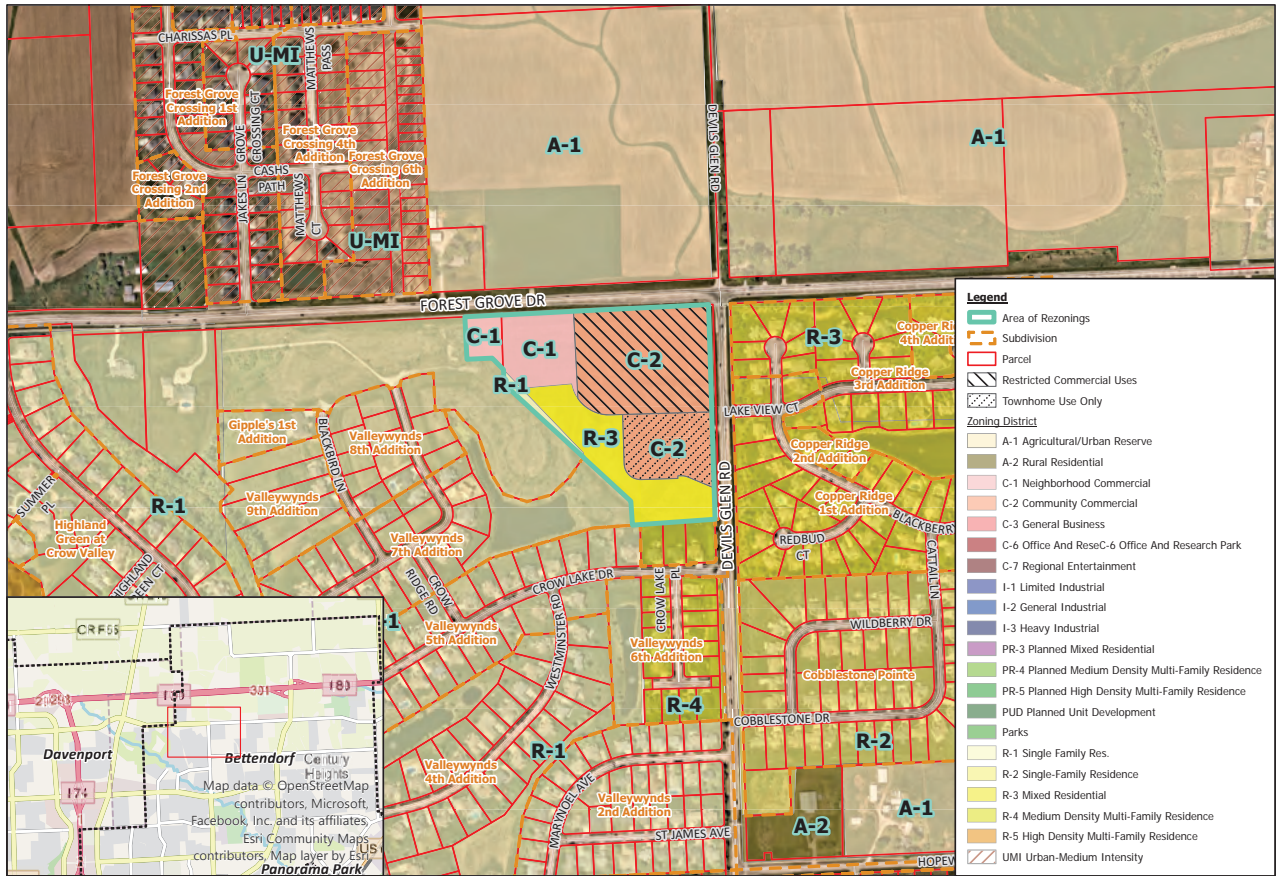 CHARISSAS PL
U-MI
MATTHEWS
PASS
Forest Grove
Crossing 1st
Addition
GROVE
CROSSING CT
Forest Grove
Crossing 4th
Addition
Forest Grove
Crossing 6th
Addition
CASHS
PATH
Forest Grove
Crossing 2nd
Addition
JAKES LN
MATTHEWS
CT
U-MI
A-1
DEVILS GLEN RD
A-1
FOREST GROVE DR
C-1
C-1
C-2
R-1
R-3
C-2
R-3
Copper Ridge
3rd Addition
LAKE VIEW CT
Copper Ridge
2nd Addition
Copper Ridge
1st Addition
REDBUD
CT
CATTAIL LN
DEVILS GLEN RD
Gipple's 1st
Addition
BLACKBIRD LN
Valleywynds
8th Addition
Valleywynds
9th Addition
Valleywynds
7th Addition
SUMMER
PL
R-1
Highland
Green at
Crow Valley
CROW
RIDGE RD
CROW LAKE DR
Valleywynds
5th Addition
WESTMINSTER RD
CROW LAKE
PL
Valleywynds
6th Addition
R-4
WILDBERRY DR
Cobblestone Pointe
COBBLESTONE DR
R-2
R-1
Valleywynds
4th Addition
MARYNOEL AVE
Valleywynds
2nd Addition
ST JAMES AVE
A-2
A-1
Legend
Area of Rezonings
Subdivision
Parcel
Restricted Commercial Uses
Townhome Use Only
Zoning District
A-1 Agricultural/Urban Reserve
A-2 Rural Residential
C-1 Neighborhood Commercial
C-2 Community Commercial
C-3 General Business
C-6 Office And ReseC-6 Office And Research Park
C-7 Regional Entertainment
I-1 Limited Industrial
I-2 General Industrial
I-3 Heavy Industrial
PR-3 Planned Mixed Residential
PR-4 Planned Medium Density Multi-Family Residence
PR-5 Planned High Density Multi-Family Residence
PUD Planned Unit Development
Parks
R-1 Single Family Res.
R-2 Single-Family Residence
R-3 Mixed Residential
R-4 Medium Density Multi-Family Residence
R-5 High Density Multi-Family Residence
UMI Urban-Medium Intensity
Davenport
Bettendorf
Century
Heights
Map data © OpenStreetMap
contributors, Microsoft,
Facebook, Inc. and its affiliates,
Esri Community Maps
contributors, Map layer by Esri
US
Panorama Park